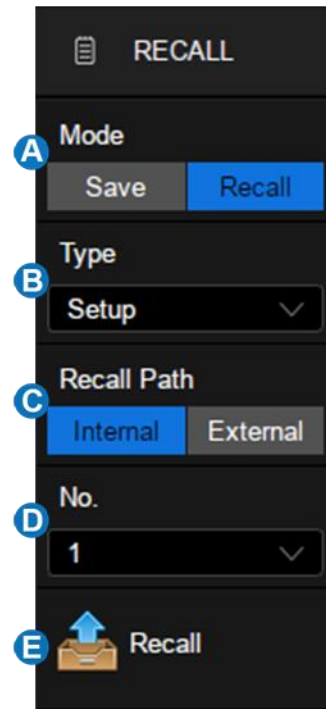 RECALL
A
Mode
Save Recall
B
Type
Setup
C
Recall Path
Internal External
D
No.
1
E
Recall